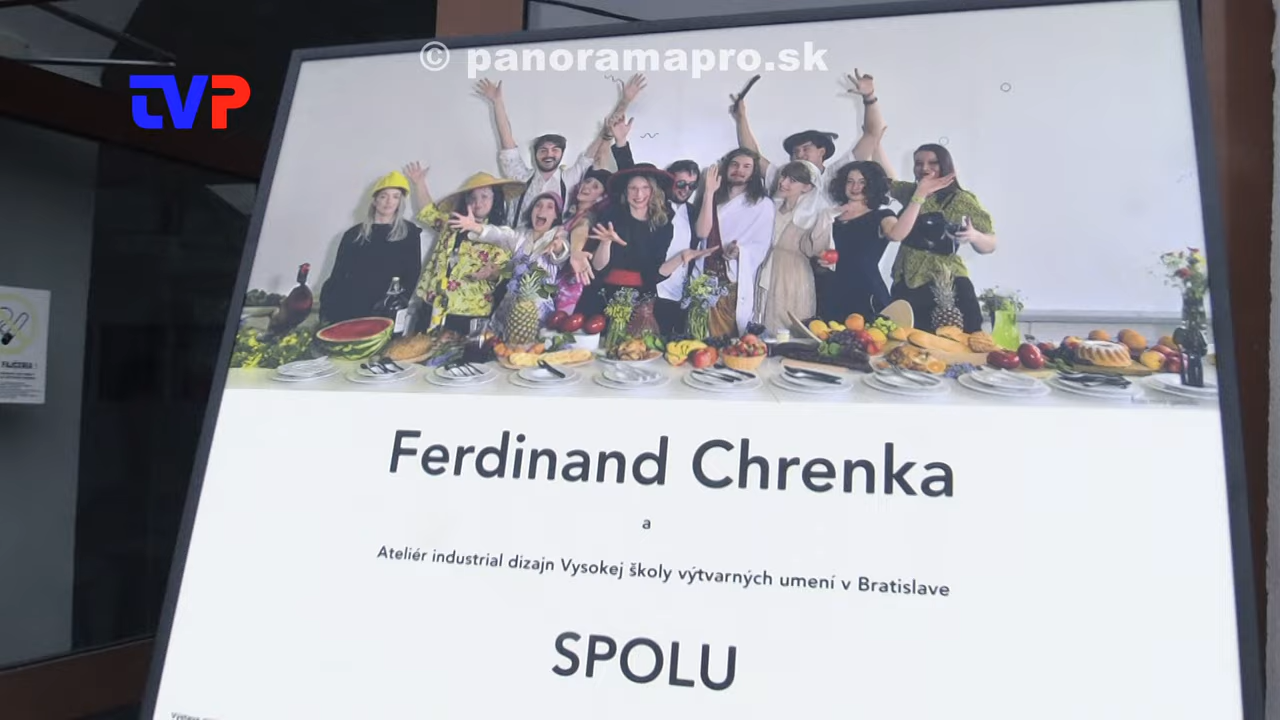 © panoramapro.sk
TVP
Ferdinand Chrenka
a
Ateliér industrial dizajn Vysokej školy výtvarných umení v Bratislave
SPOLU